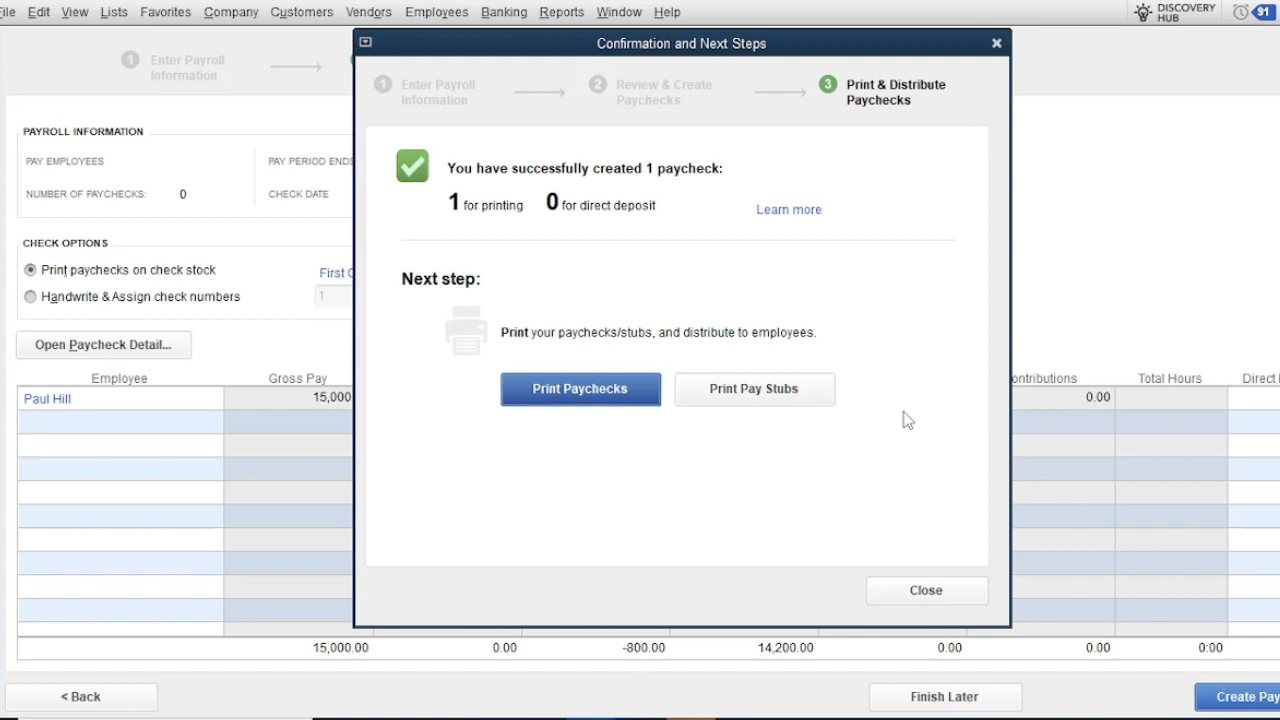 ile Edit View Lists Favorites Company Customers Vendors Employees Banking Reports Window Help
DISCOVERY
HUB
91
Confirmation and Next Steps
1 Enter Payroll
Information
1 Enter Payroll
Information
2 Review & Create
Paychecks
3 Print & Distribute
Paychecks
PAYROLL INFORMATION
PAY EMPLOYEES
PAY PERIOD ENDS
NUMBER OF PAYCHECKS: 0
CHECK DATE
You have successfully created 1 paycheck:
1 for printing 0 for direct deposit
Learn more
CHECK OPTIONS
Print paychecks on check stock
First C
Handwrite & Assign check numbers
1
Next step:
Print your paychecks/stubs, and distribute to employees.
Print Paychecks
Print Pay Stubs
Open Paycheck Detail...
Employee Gross Pay ontributions Total Hours Direct
Paul Hill 15,000 0.00
Close
15,000.00 0.00 -800.00 14,200.00 0.00 0.00 0:00
< Back
Finish Later
Create Pay